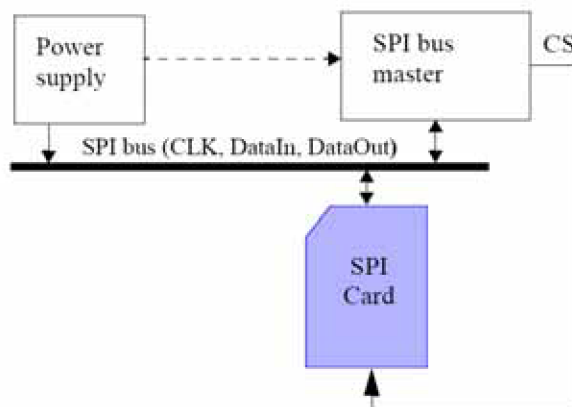 Power
supply
SPI bus
master
CS
SPI bus (CLK, DataIn, DataOut)
SPI
Card